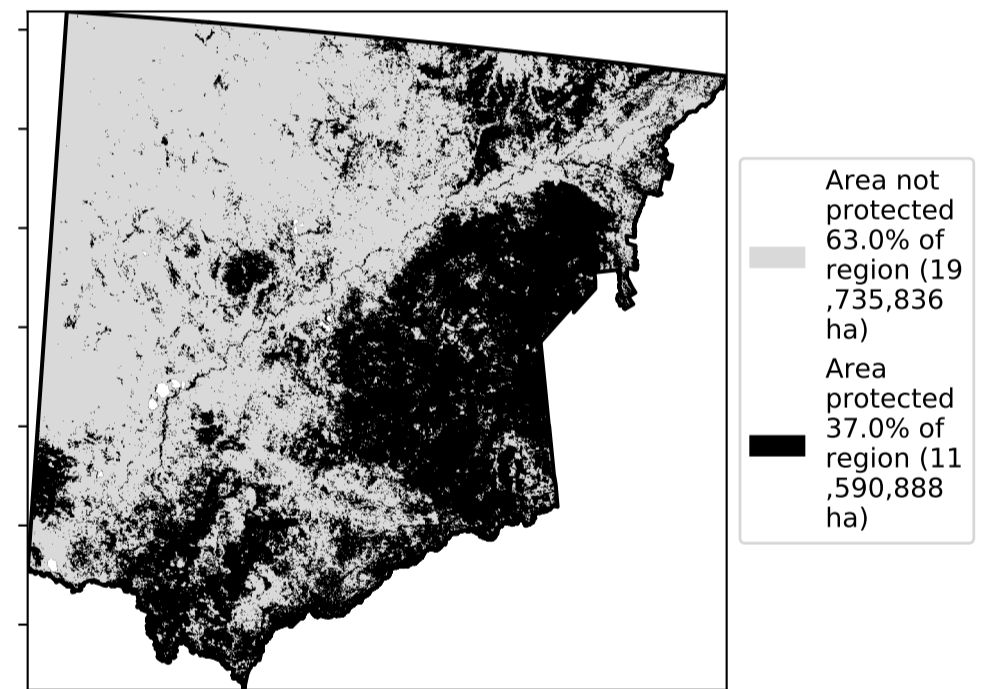 Area not
protected
63.0% of
region (19
,735,836
ha)
Area
protected
37.0% of
region (11
,590,888
ha)